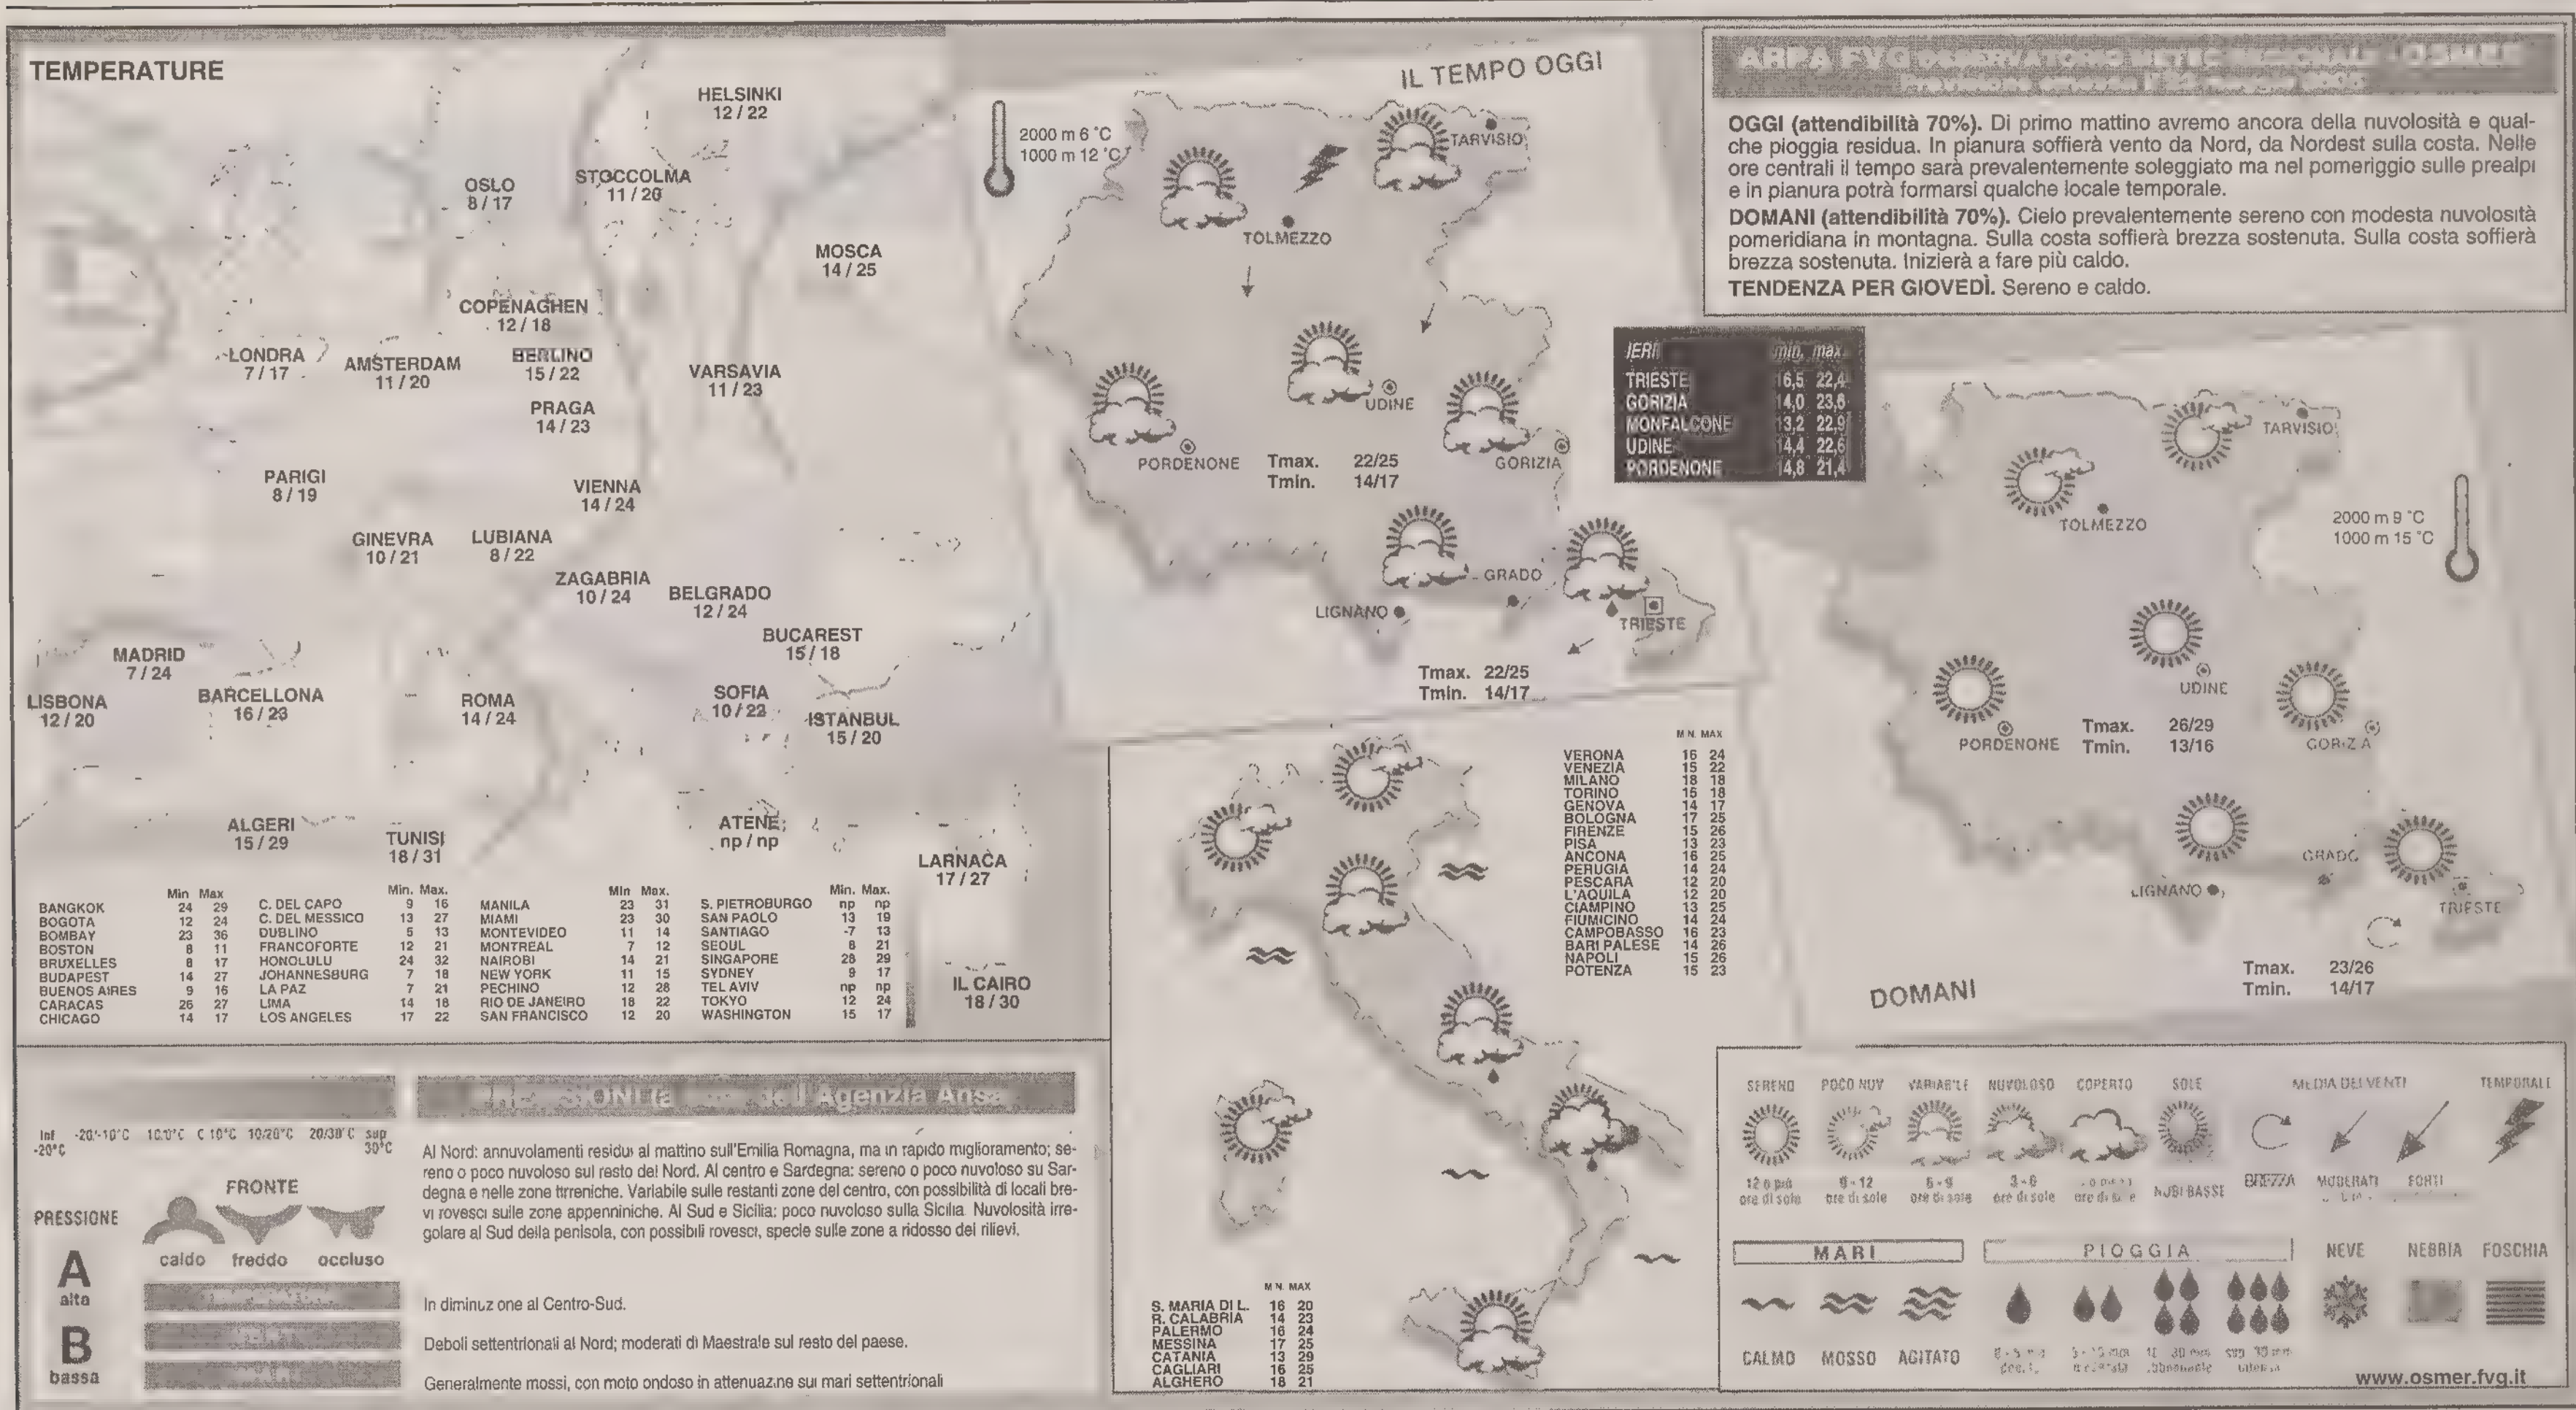 TEMPERATURE
HELSINKI
12 / 22
OSLO
8 / 17
STOCCOLMA
11 / 20
MOSCA
14 / 25
COPENAGHEN
12 / 18
LONDRA
7 / 17
AMSTERDAM
11 / 20
BERLINO
15 / 22
VARSAVIA
11 / 23
PRAGA
14 / 23
PARIGI
8 / 19
VIENNA
14 / 24
GINEVRA
10 / 21
LUBIANA
8 / 22
ZAGABRIA
10 / 24
BELGRADO
12 / 24
BUCAREST
15 / 18
MADRID
7 / 24
LISBONA
12 / 20
BARCELLONA
16 / 23
ROMA
14 / 24
SOFIA
10 / 22
ISTANBUL
15 / 20
ALGERI
15 / 29
TUNISI
18 / 31
ATENE
np / np
LARNACA
17 / 27
IL CAIRO
18 / 30
Min Max
BANGKOK 24 29
BOGOTA 12 24
BOMBAY 23 36
BOSTON 8 11
BRUXELLES 8 17
BUDAPEST 14 27
BUENOS AIRES 9 16
CARACAS 26 27
CHICAGO 14 17
Min. Max.
C. DEL CAPO 9 16
C. DEL MESSICO 13 27
DUBLINO 5 13
FRANCOFORTE 12 21
HONOLULU 24 32
JOHANNESBURG 7 18
LA PAZ 7 21
LIMA 14 18
LOS ANGELES 17 22
Min Max.
MANILA 23 31
MIAMI 23 30
MONTEVIDEO 11 14
MONTREAL 7 12
NAIROBI 14 21
NEW YORK 11 15
PECHINO 12 28
RIO DE JANEIRO 18 22
SAN FRANCISCO 12 20
Min. Max.
S. PIETROBURGO np np
SAN PAOLO 13 19
SANTIAGO -7 13
SEOUL 8 21
SINGAPORE 28 29
SYDNEY 9 17
TEL AVIV np np
TOKYO 12 24
WASHINGTON 15 17
IL TEMPO OGGI
2000 m 6 °C
1000 m 12 °C
TARVISIO
TOLMEZZO
UDINE
PORDENONE
GORIZIA
Tmax. 22/25
Tmin. 14/17
GRADO
LIGNANO
TRIESTE
Tmax. 22/25
Tmin. 14/17
ARPA FVG OSSERVATORIO METEO REGIONALE - OSMER
OGGI (attendibilità 70%). Di primo mattino avremo ancora della nuvolosità e qual-
che pioggia residua. In pianura soffierà vento da Nord, da Nordest sulla costa. Nelle
ore centrali il tempo sarà prevalentemente soleggiato ma nel pomeriggio sulle prealpi
e in pianura potrà formarsi qualche locale temporale.
DOMANI (attendibilità 70%). Cielo prevalentemente sereno con modesta nuvolosità
pomeridiana in montagna. Sulla costa soffierà brezza sostenuta. Sulla costa soffierà
brezza sostenuta. Inizierà a fare più caldo.
TENDENZA PER GIOVEDÌ. Sereno e caldo.
IERI min. max
TRIESTE 16,5 22,4
GORIZIA 14,0 23,6
MONFALCONE 13,2 22,9
UDINE 14,4 22,6
PORDENONE 14,8 21,4
TARVISIO
TOLMEZZO
2000 m 9 °C
1000 m 15 °C
UDINE
PORDENONE
Tmax. 26/29
Tmin. 13/16
GORIZIA
GRADO
LIGNANO
TRIESTE
Tmax. 23/26
Tmin. 14/17
DOMANI
MIN. MAX
VERONA 16 24
VENEZIA 15 22
MILANO 18 18
TORINO 15 18
GENOVA 14 17
BOLOGNA 17 25
FIRENZE 15 26
PISA 13 23
ANCONA 16 25
PERUGIA 14 24
PESCARA 12 20
L'AQUILA 12 20
CIAMPINO 13 25
FIUMICINO 14 24
CAMPOBASSO 16 23
BARI PALESE 14 26
NAPOLI 15 26
POTENZA 15 23
MIN. MAX
S. MARIA DI L. 16 20
R. CALABRIA 14 23
PALERMO 16 24
MESSINA 17 25
CATANIA 13 29
CAGLIARI 16 25
ALGHERO 18 21
Inf -20°C
-20/-10°C
10/20°C
20/30°C
sup 30°C
FRONTE
PRESSIONE
caldo freddo occluso
A
alta
B
bassa
dell'Agenzia Ansa
Al Nord: annuvolamenti residui al mattino sull'Emilia Romagna, ma in rapido miglioramento; se-
reno o poco nuvoloso sul resto del Nord. Al centro e Sardegna: sereno o poco nuvoloso su Sar-
degna e nelle zone tirreniche. Variabile sulle restanti zone del centro, con possibilità di locali bre-
vi rovesci sulle zone appenniniche. Al Sud e Sicilia: poco nuvoloso sulla Sicilia. Nuvolosità irre-
golare al Sud della penisola, con possibili rovesci, specie sulle zone a ridosso dei rilievi.
In diminuzione al Centro-Sud.
Deboli settentrionali al Nord; moderati di Maestrale sul resto del paese.
Generalmente mossi, con moto ondoso in attenuaz.ne sui mari settentrionali
SERENO POCO NUV VARIABILE NUVOLOSO COPERTO SOLE MEDIA DEI VENTI TEMPORALE
12 o più ore di sole
9 - 12 ore di sole
6 - 9 ore di sole
3 - 6 ore di sole
NUBI BASSE
BREZZA
MODERATI
FORTI
MARI PIOGGIA NEVE NEBBIA FOSCHIA
CALMO MOSSO AGITATO
www.osmer.fvg.it